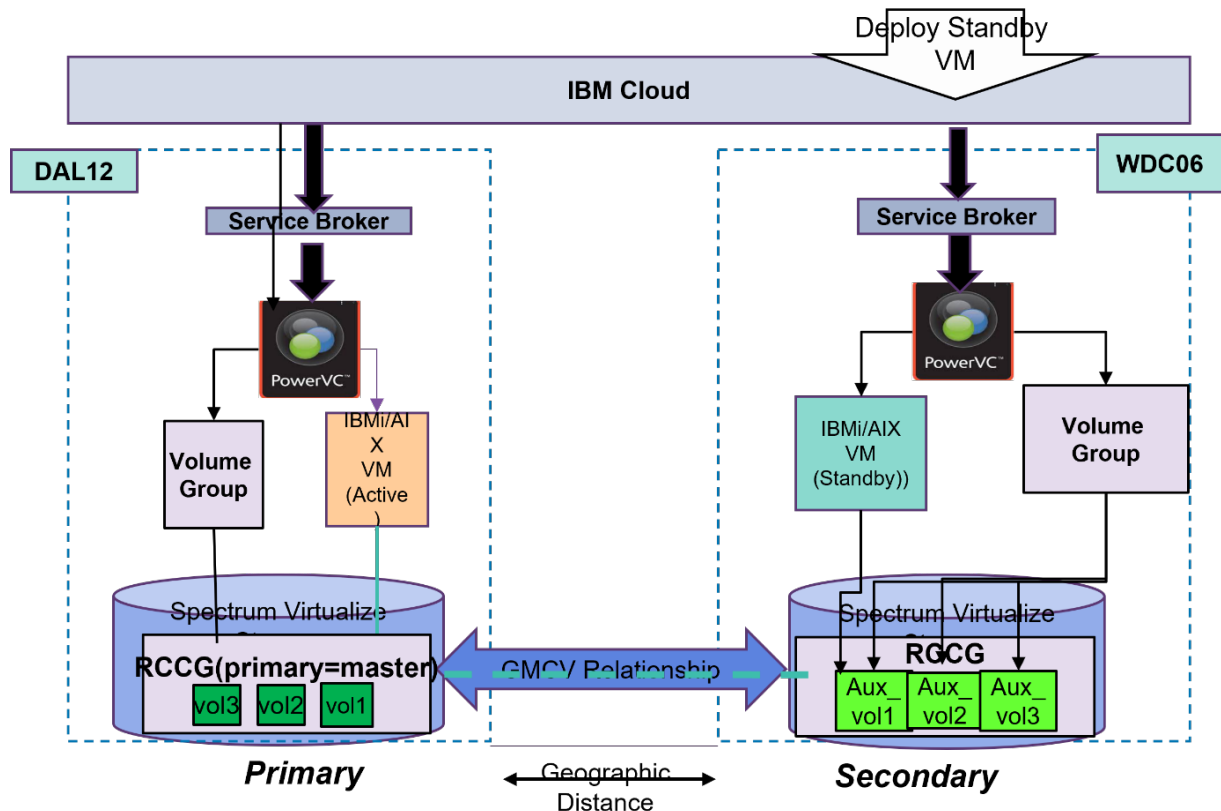 Deploy Standby
VM
IBM Cloud
DAL12
WDC06
Service Broker
Service Broker
PowerVC™
PowerVC™
Volume
Group
IBMi/AI
X
VM
(Active
)
IBMi/AIX
VM
(Standby))
Volume
Group
Spectrum Virtualize
RCCG(primary=master)
vol3
vol2
vol1
GMCV Relationship
Spectrum Virtualize
RCCG
Aux_
vol1
Aux_
vol2
Aux_
vol3
Primary
Geographic
Distance
Secondary